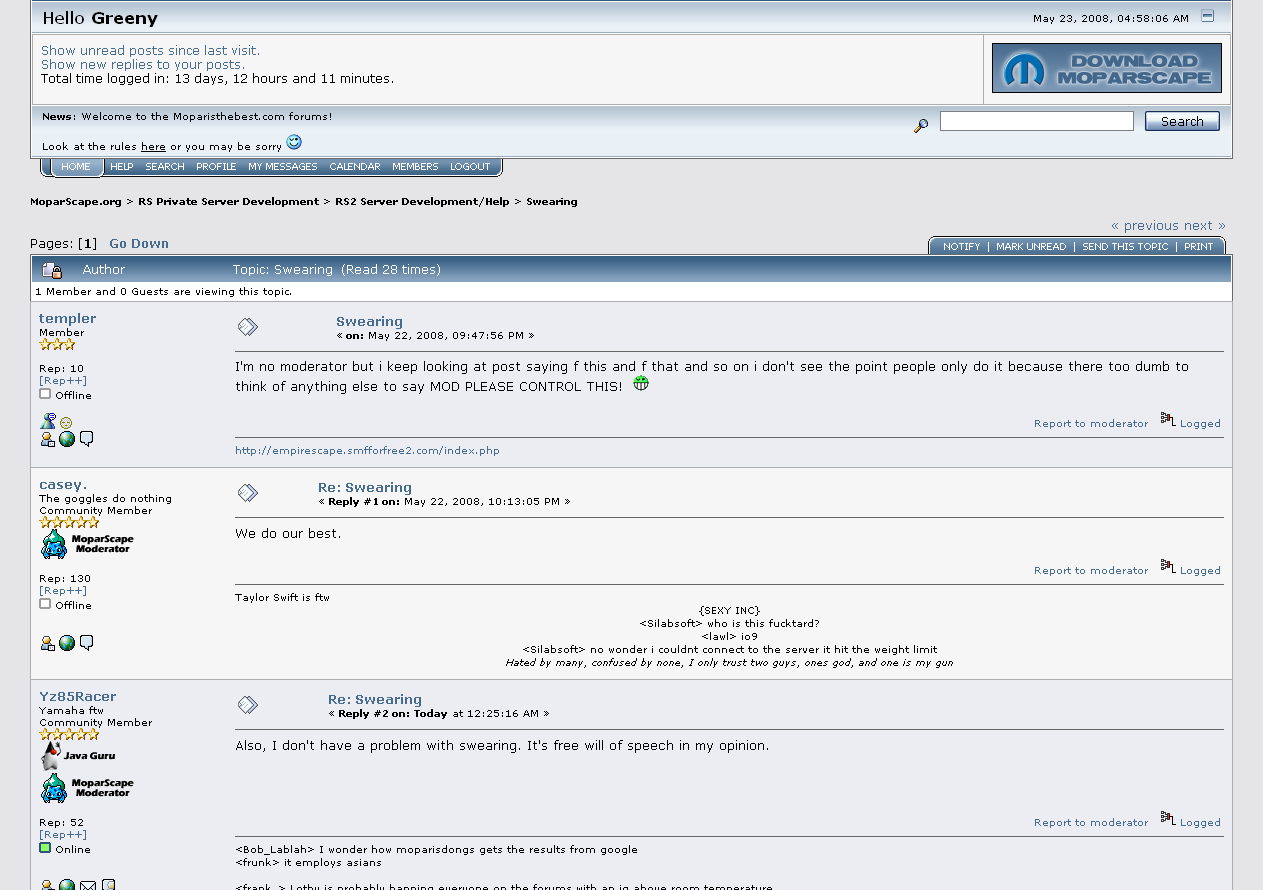 Hello Greeny
May 23, 2008, 04:58:06 AM
Show unread posts since last visit.
Show new replies to your posts.
Total time logged in: 13 days, 12 hours and 11 minutes.
DOWNLOAD
MOPARSCAPE
News: Welcome to the Moparisthebest.com forums!
Look at the rules here or you may be sorry
Search
HOME HELP SEARCH PROFILE MY MESSAGES CALENDAR MEMBERS LOGOUT
MoparScape.org > RS Private Server Development > RS2 Server Development/Help > Swearing
« previous next »
Pages: [1] Go Down
NOTIFY | MARK UNREAD | SEND THIS TOPIC | PRINT
Author Topic: Swearing (Read 28 times)
1 Member and 0 Guests are viewing this topic.
templer
Member
Rep: 10
[Rep++]
Offline
Swearing
« on: May 22, 2008, 09:47:56 PM »
I'm no moderator but i keep looking at post saying f this and f that and so on i don't see the point people only do it because there too dumb to
think of anything else to say MOD PLEASE CONTROL THIS!
Report to moderator Logged
http://empirescape.smfforfree2.com/index.php
casey.
The goggles do nothing
Community Member
MoparScape
Moderator
Rep: 130
[Rep++]
Offline
Re: Swearing
« Reply #1 on: May 22, 2008, 10:13:05 PM »
We do our best.
Report to moderator Logged
Taylor Swift is ftw
{SEXY INC}
<Silabsoft> who is this fucktard?
<lawl> io9
<Silabsoft> no wonder i couldnt connect to the server it hit the weight limit
Hated by many, confused by none, I only trust two guys, ones god, and one is my gun
Yz85Racer
Yamaha ftw
Community Member
Java Guru
MoparScape
Moderator
Rep: 52
[Rep++]
Online
Re: Swearing
« Reply #2 on: Today at 12:25:16 AM »
Also, I don't have a problem with swearing. It's free will of speech in my opinion.
Report to moderator Logged
<Bob_Lablah> I wonder how moparisdongs gets the results from google
<frunk> it employs asians
<frank_> Lothy is probably banning everyone on the forums with an iq above room temperature